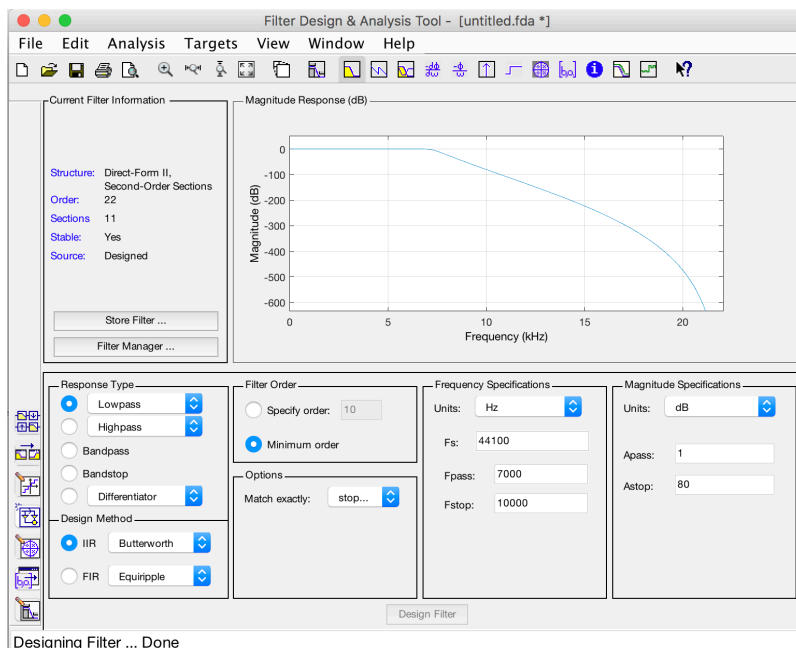 Filter Design & Analysis Tool - [untitled.fda *]
File Edit Analysis Targets View Window Help
Current Filter Information
Structure: Direct-Form II,
Second-Order Sections
Order: 22
Sections 11
Stable: Yes
Source: Designed
Store Filter ...
Filter Manager ...
Magnitude Response (dB)
0
-100
-200
-300
-400
-500
-600
Magnitude (dB)
0 5 10 15 20
Frequency (kHz)
Response Type
Lowpass
Highpass
Bandpass
Bandstop
Differentiator
Design Method
IIR Butterworth
FIR Equiripple
Filter Order
Specify order: 10
Minimum order
Options
Match exactly: stop...
Frequency Specifications
Units: Hz
Fs: 44100
Fpass: 7000
Fstop: 10000
Magnitude Specifications
Units: dB
Apass: 1
Astop: 80
Design Filter
Designing Filter ... Done